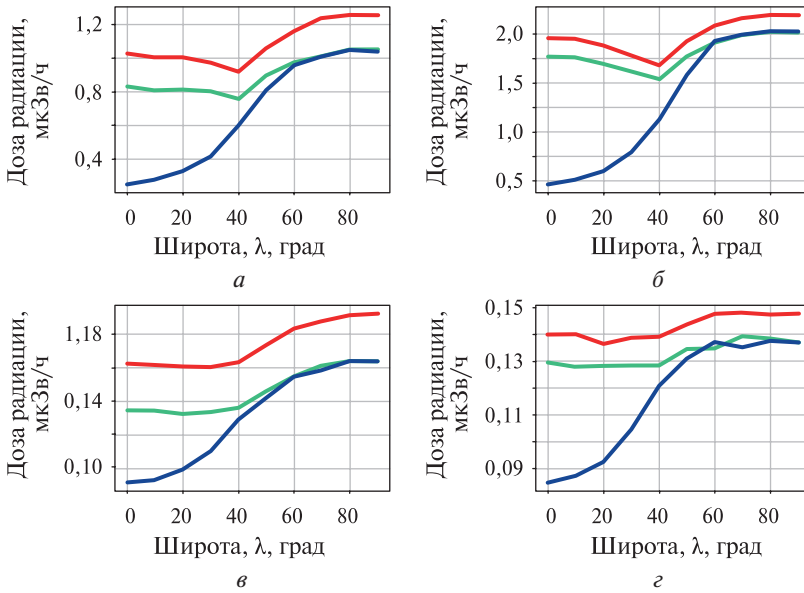 Доза радиации,
мкЗв/ч
1,2
0,8
0,4
0 20 40 60 80
Широта, λ, град
а
Доза радиации,
мкЗв/ч
2,0
1,5
1,0
0,5
0 20 40 60 80
Широта, λ, град
б
Доза радиации,
мкЗв/ч
1,18
0,14
0,10
0 20 40 60 80
Широта, λ, град
в
Доза радиации,
мкЗв/ч
0,15
0,13
0,11
0,09
0 20 40 60 80
Широта, λ, град
г